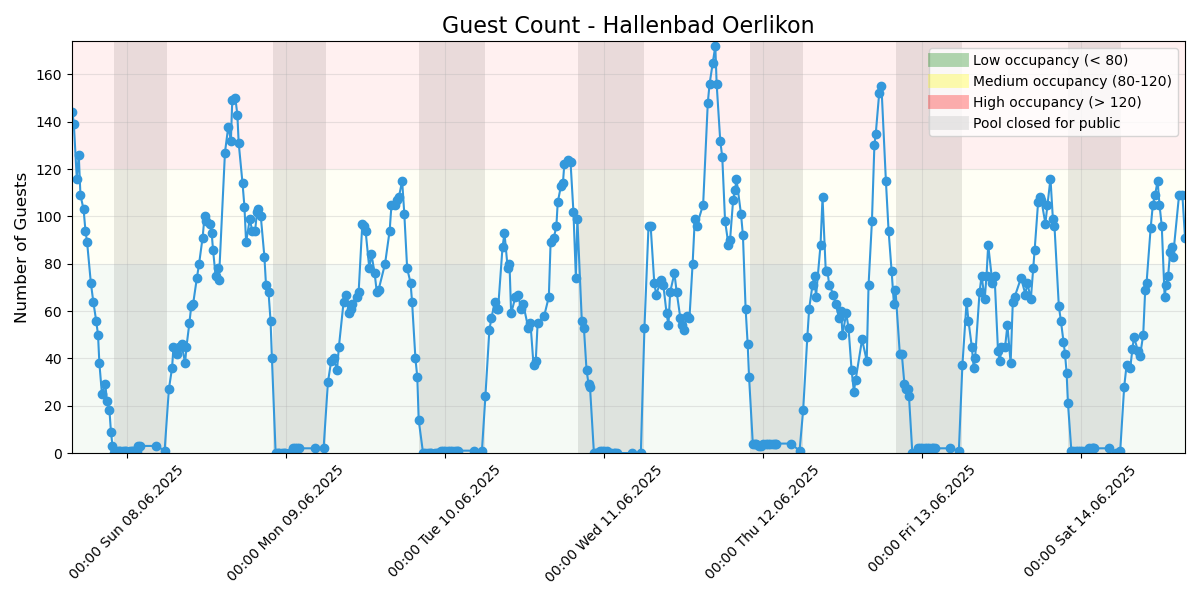 Guest Count - Hallenbad Oerlikon
Number of Guests
160
140
120
100
80
60
40
20
0
Low occupancy (< 80)
Medium occupancy (80-120)
High occupancy (> 120)
Pool closed for public
00:00 Sun 08.06.2025
00:00 Mon 09.06.2025
00:00 Tue 10.06.2025
00:00 Wed 11.06.2025
00:00 Thu 12.06.2025
00:00 Fri 13.06.2025
00:00 Sat 14.06.2025